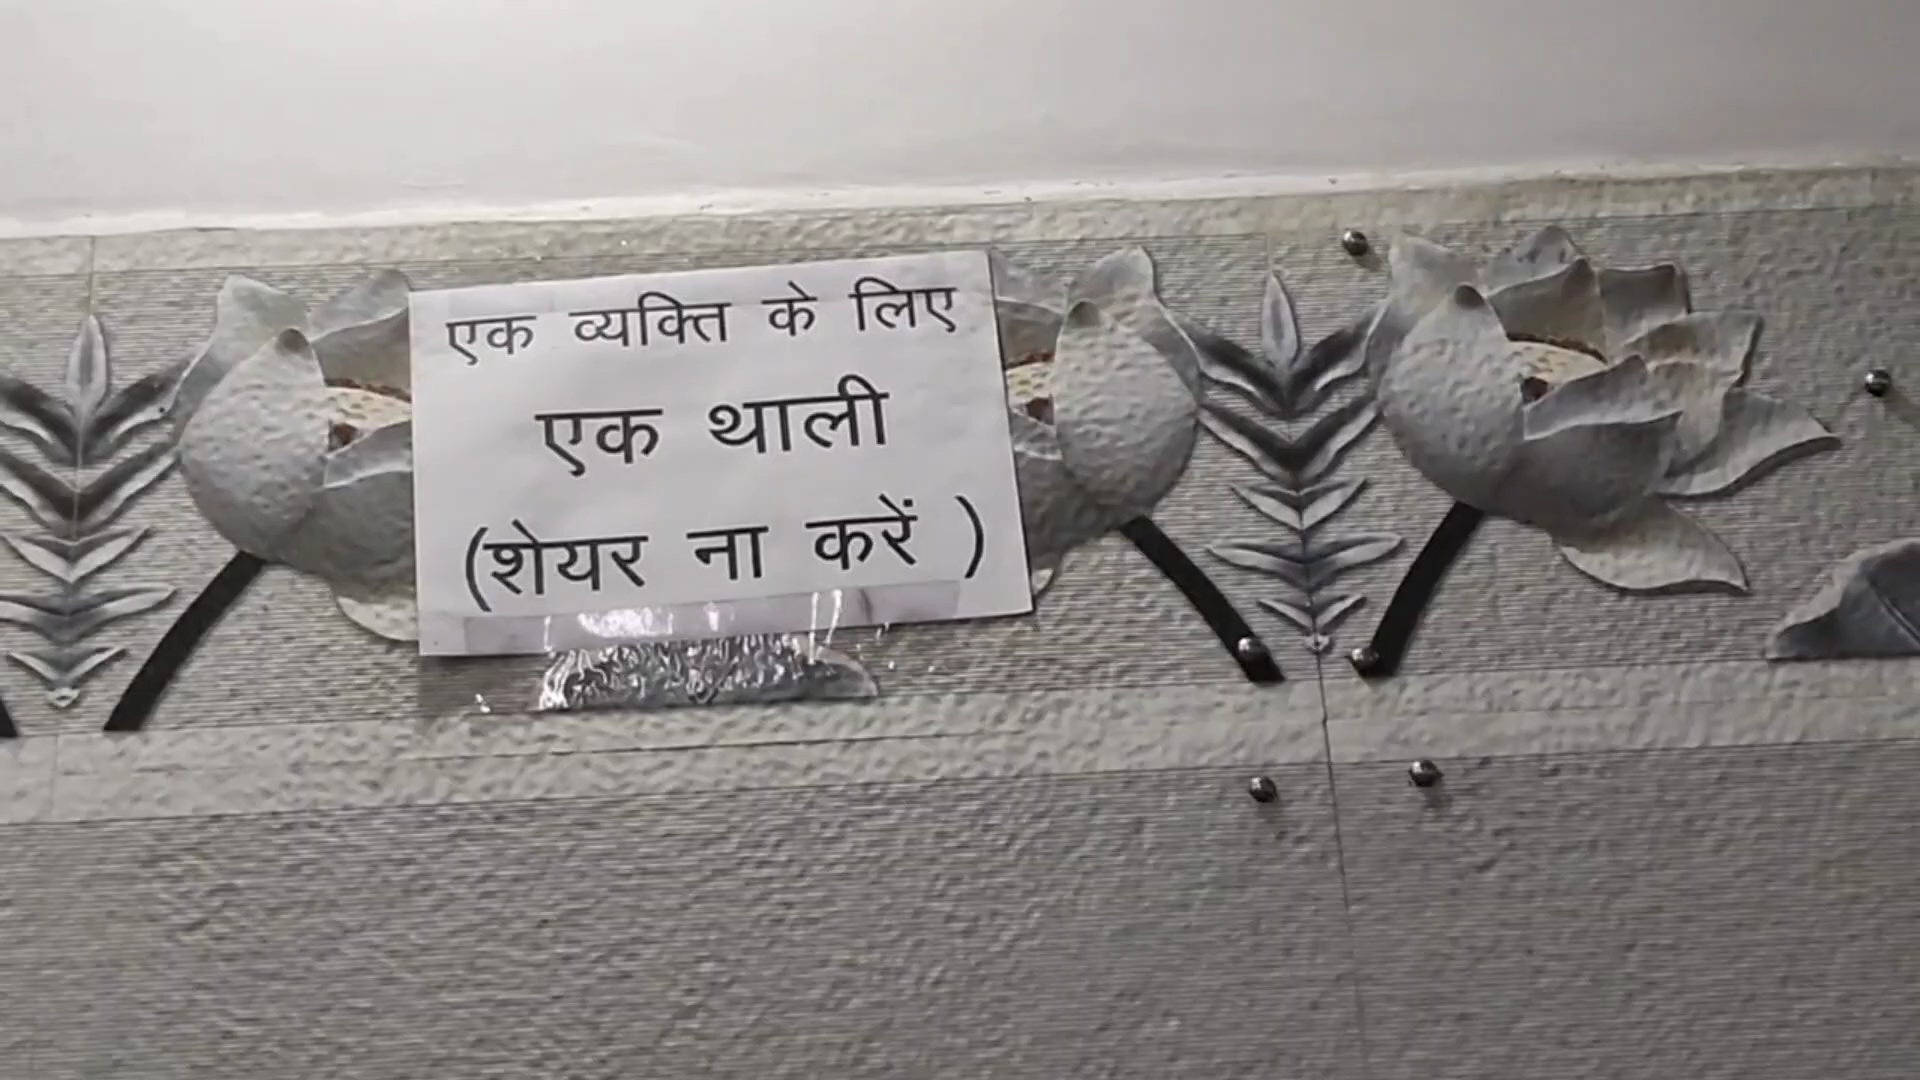 एक व्यक्ति के लिए
एक थाली
(शेयर ना करें )